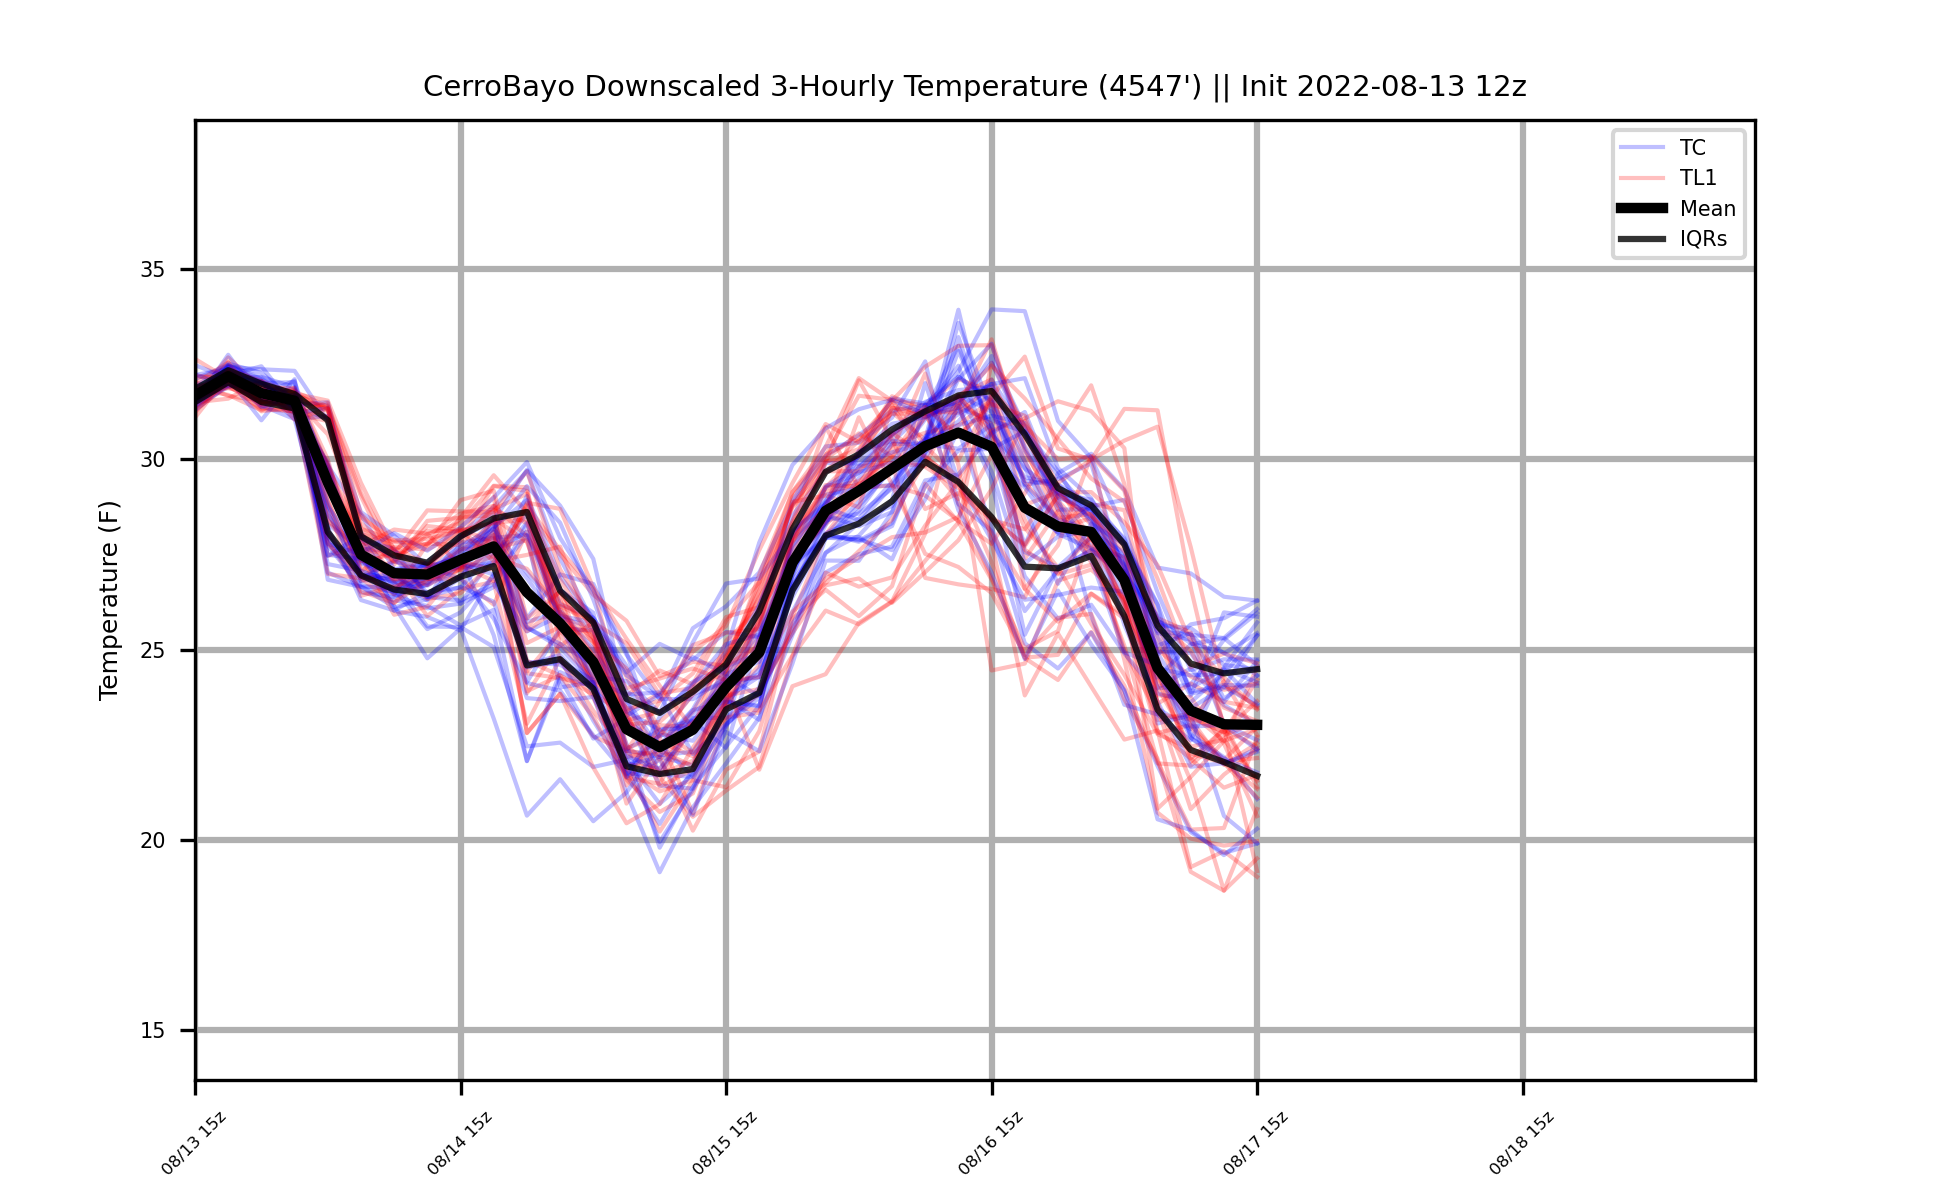 CerroBayo Downscaled 3-Hourly Temperature (4547') || Init 2022-08-13 12z
TC
TL1
Mean
IQRs
Temperature (F)
35
30
25
20
15
08/13 15z
08/14 15z
08/15 15z
08/16 15z
08/17 15z
08/18 15z